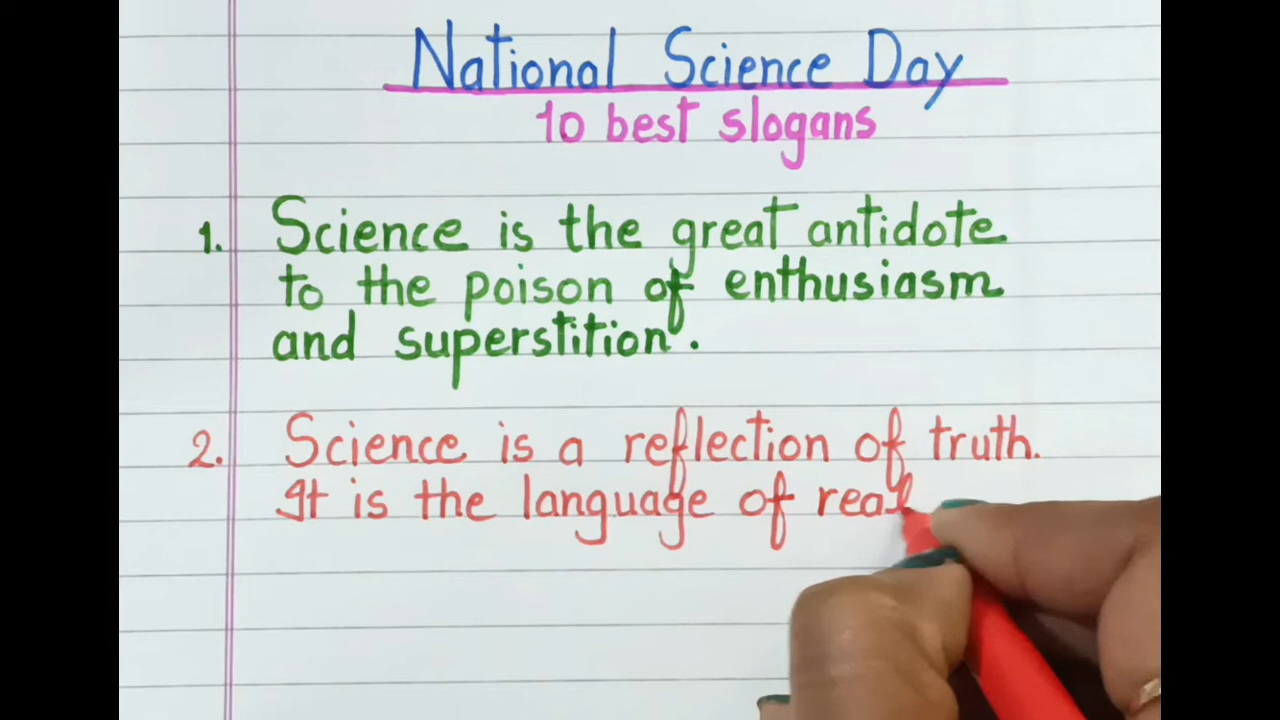 National Science Day
10 best slogans
1. Science is the great antidote
to the poison of enthusiasm
and superstition.
2. Science is a reflection of truth.
It is the language of real